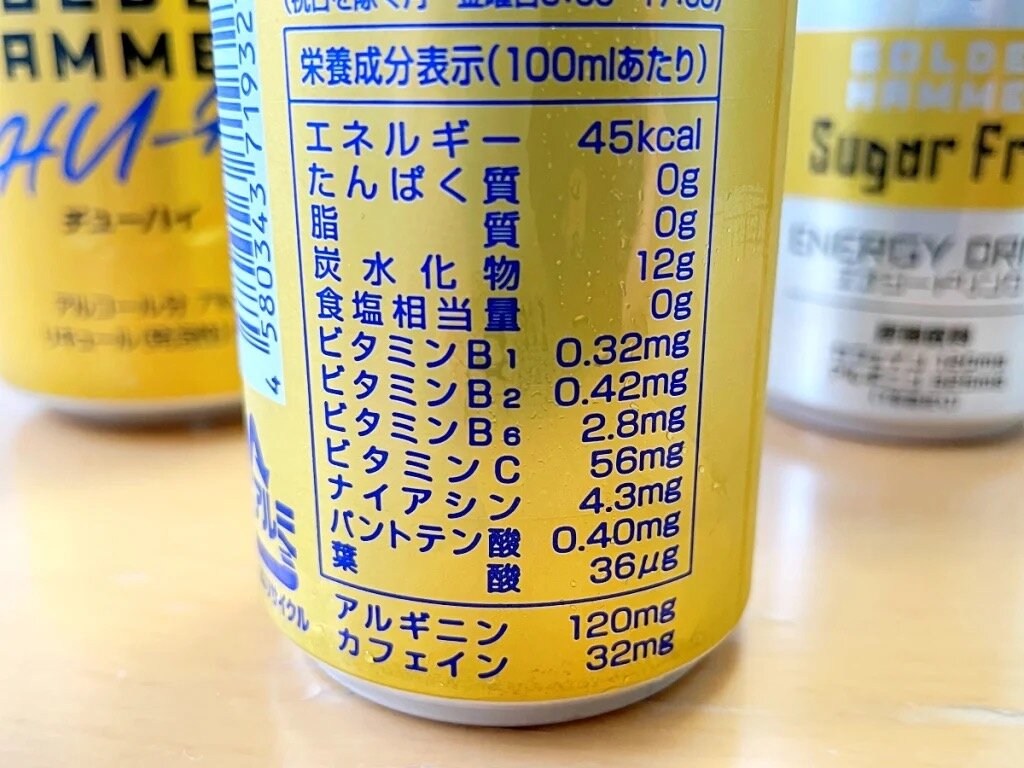 栄養成分表示(100mlあたり)
エネルギー 45kcal
たんぱく質 0g
脂質 0g
炭水化物 12g
食塩相当量 0g
ビタミンB1 0.32mg
ビタミンB2 0.42mg
ビタミンB6 2.8mg
ビタミンC 56mg
ナイアシン 4.3mg
パントテン酸 0.40mg
葉酸 36μg
アルギニン 120mg
カフェイン 32mg
アルミ
チューハイ
Sugar
ENERGY